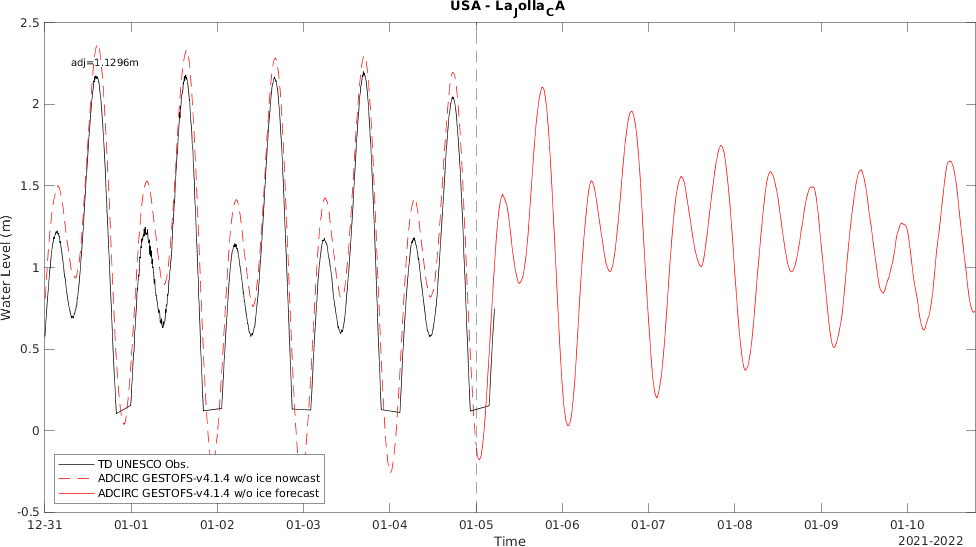 USA - LaJollaCA
adj=1.1296m
2.5
2
1.5
1
0.5
0
-0.5
Water Level (m)
TD UNESCO Obs.
ADCIRC GESTOFS-v4.1.4 w/o ice nowcast
ADCIRC GESTOFS-v4.1.4 w/o ice forecast
12-31 01-01 01-02 01-03 01-04 01-05 01-06 01-07 01-08 01-09 01-10
Time
2021-2022